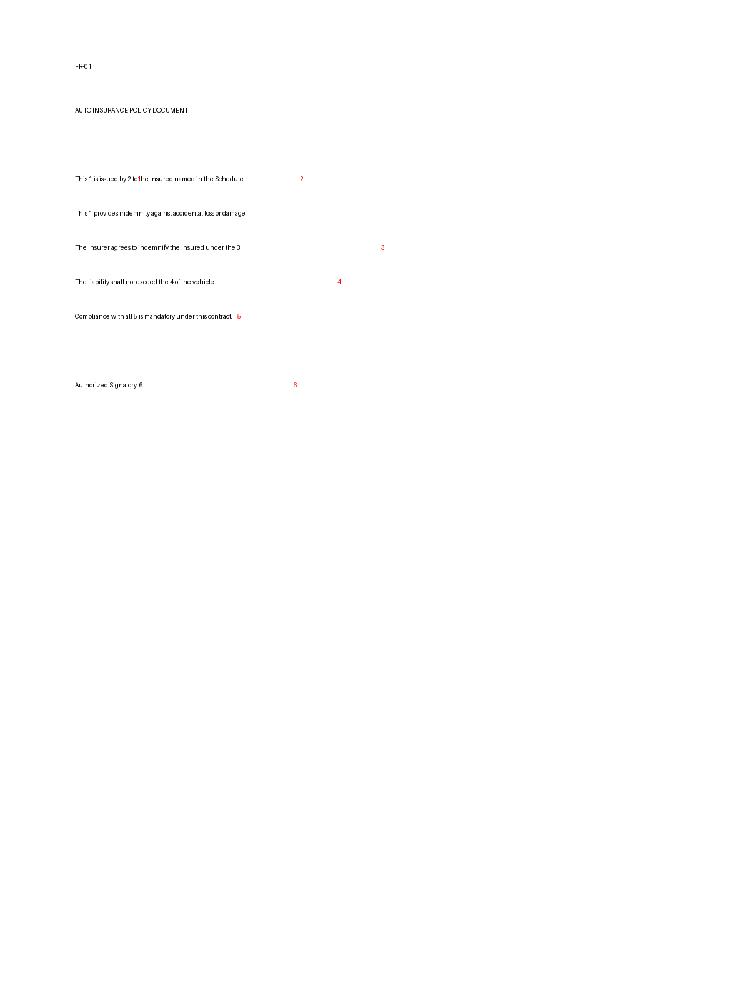 FR-01
AUTO INSURANCE POLICY DOCUMENT
This 1 is issued by 2 to the Insured named in the Schedule. 2
This 1 provides indemnity against accidental loss or damage.
The Insurer agrees to indemnify the Insured under the 3. 3
The liability shall not exceed the 4 of the vehicle. 4
Compliance with all 5 is mandatory under this contract. 5
Authorized Signatory: 6 6